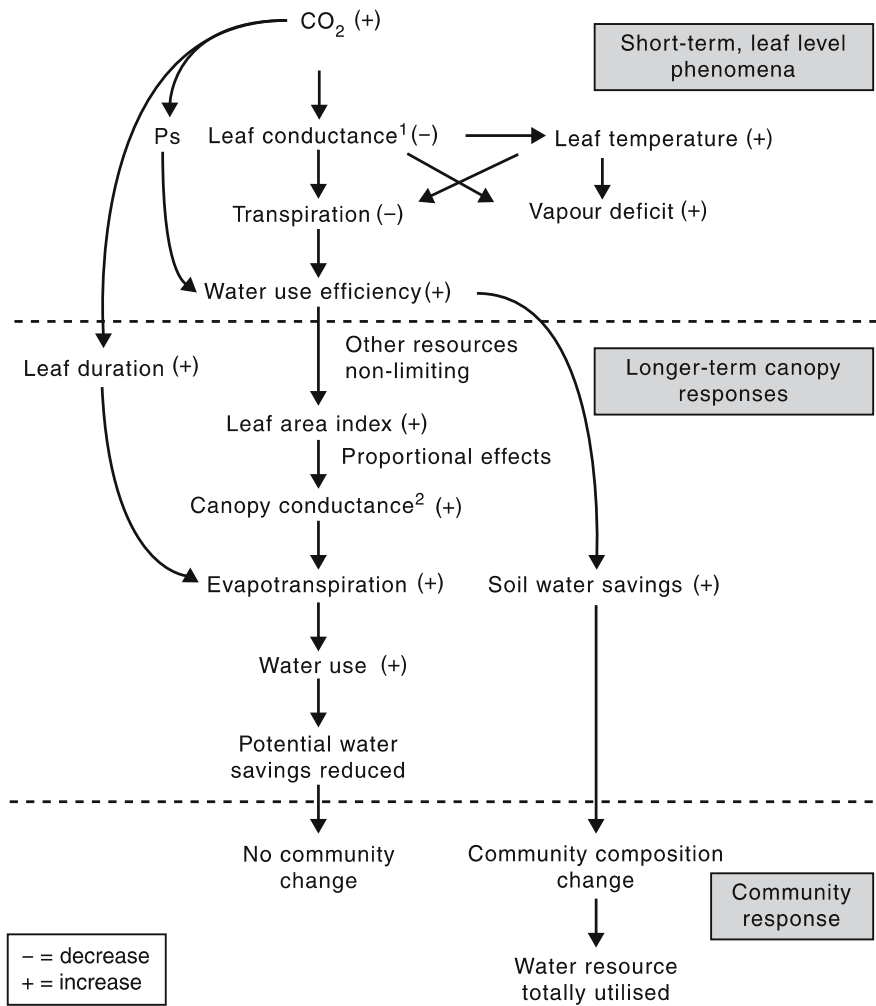 CO₂ (+)
Short-term, leaf level
phenomena
Ps
Leaf conductance¹ (−)
Leaf temperature (+)
Transpiration (−)
Vapour deficit (+)
Water use efficiency (+)
Other resources
non-limiting
Leaf duration (+)
Longer-term canopy
responses
Leaf area index (+)
Proportional effects
Canopy conductance² (+)
Evapotranspiration (+)
Soil water savings (+)
Water use (+)
Potential water
savings reduced
No community
change
Community composition
change
Community
response
− = decrease
+ = increase
Water resource
totally utilised